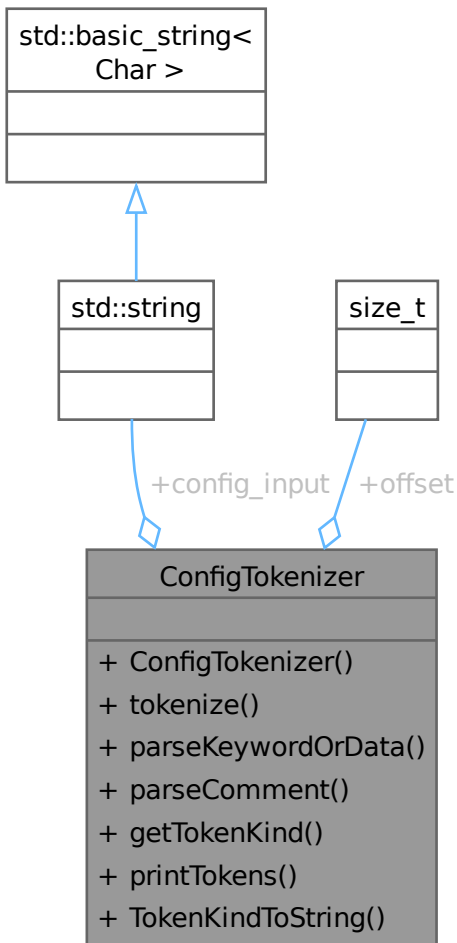 std::basic_string<
Char >
std::string
size_t
+config_input
+offset
ConfigTokenizer
+ ConfigTokenizer()
+ tokenize()
+ parseKeywordOrData()
+ parseComment()
+ getTokenKind()
+ printTokens()
+ TokenKindToString()